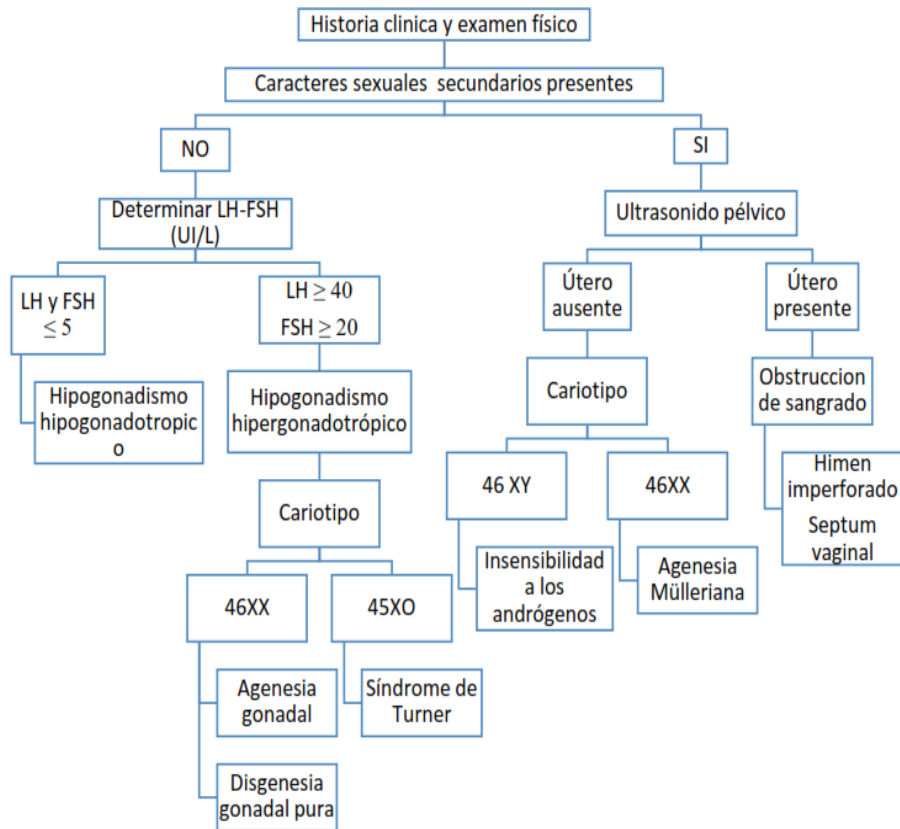 Historia clinica y examen físico
Caracteres sexuales secundarios presentes
NO
SI
Determinar LH-FSH
(UI/L)
Ultrasonido pélvico
LH y FSH
≤ 5
LH ≥ 40
FSH ≥ 20
Útero
ausente
Útero
presente
Hipogonadismo
hipogonadotropic
o
Hipogonadismo
hipergonadotrópico
Cariotipo
Obstruccion
de sangrado
Cariotipo
46 XY
46XX
Himen
imperforado
Septum
vaginal
46XX
45XO
Insensibilidad
a los
andrógenos
Agenesia
Mülleriana
Agenesia
gonadal
Síndrome de
Turner
Disgenesia
gonadal pura